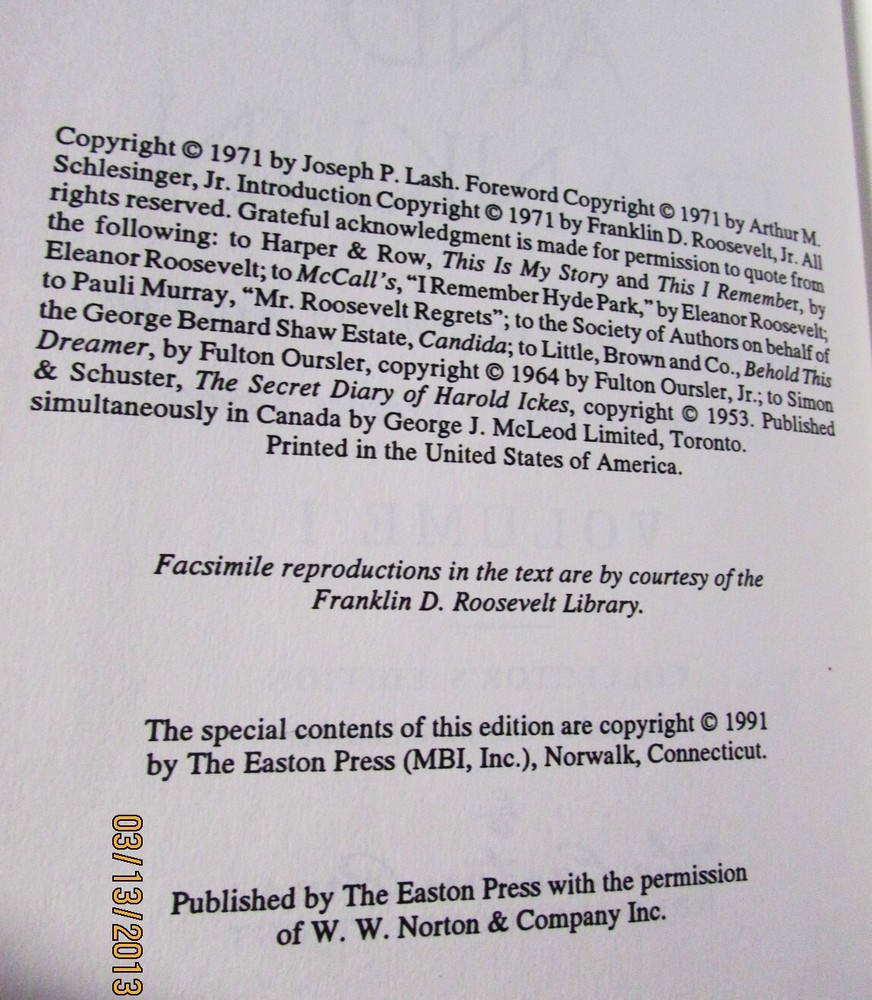 Copyright © 1971 by Joseph P. Lash. Foreword Copyright © 1971 by Arthur M.
Schlesinger, Jr. Introduction Copyright © 1971 by Franklin D. Roosevelt, Jr. All
rights reserved. Grateful acknowledgment is made for permission to quote from
the following: to Harper & Row, This Is My Story and This I Remember, by
Eleanor Roosevelt; to McCall's, “I Remember Hyde Park,” by Eleanor Roosevelt;
to Pauli Murray, “Mr. Roosevelt Regrets”; to the Society of Authors on behalf of
the George Bernard Shaw Estate, Candida; to Little, Brown and Co., Behold This
Dreamer, by Fulton Oursler, copyright © 1964 by Fulton Oursler, Jr.; to Simon
& Schuster, The Secret Diary of Harold Ickes, copyright © 1953. Published
simultaneously in Canada by George J. McLeod Limited, Toronto.
Printed in the United States of America.
Facsimile reproductions in the text are by courtesy of the
Franklin D. Roosevelt Library.
The special contents of this edition are copyright © 1991
by The Easton Press (MBI, Inc.), Norwalk, Connecticut.
Published by The Easton Press with the permission
of W. W. Norton & Company Inc.
03/13/2013